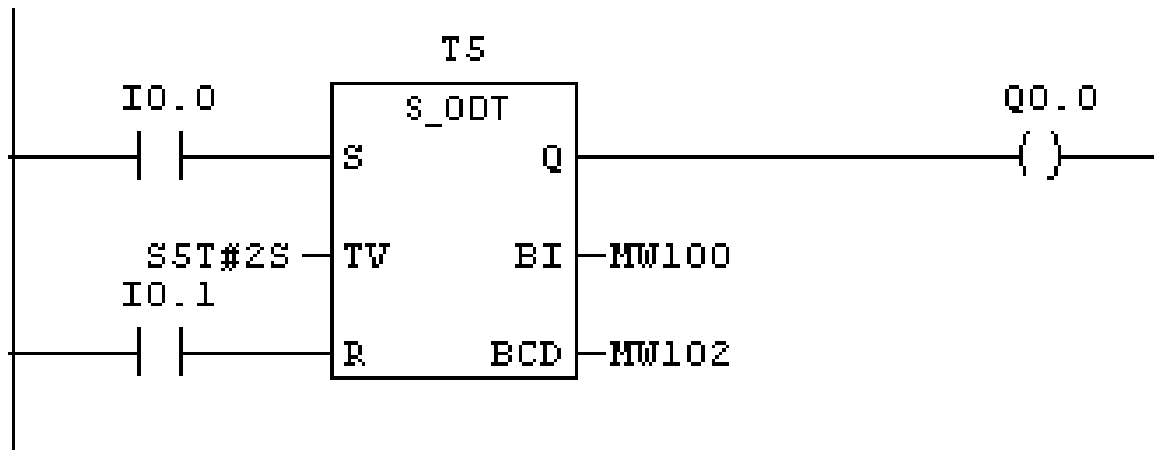 T5
I0.0
S_ODT
Q0.0
S
Q
S5T#2S
TV
BI
MW100
I0.1
R
BCD
MW102